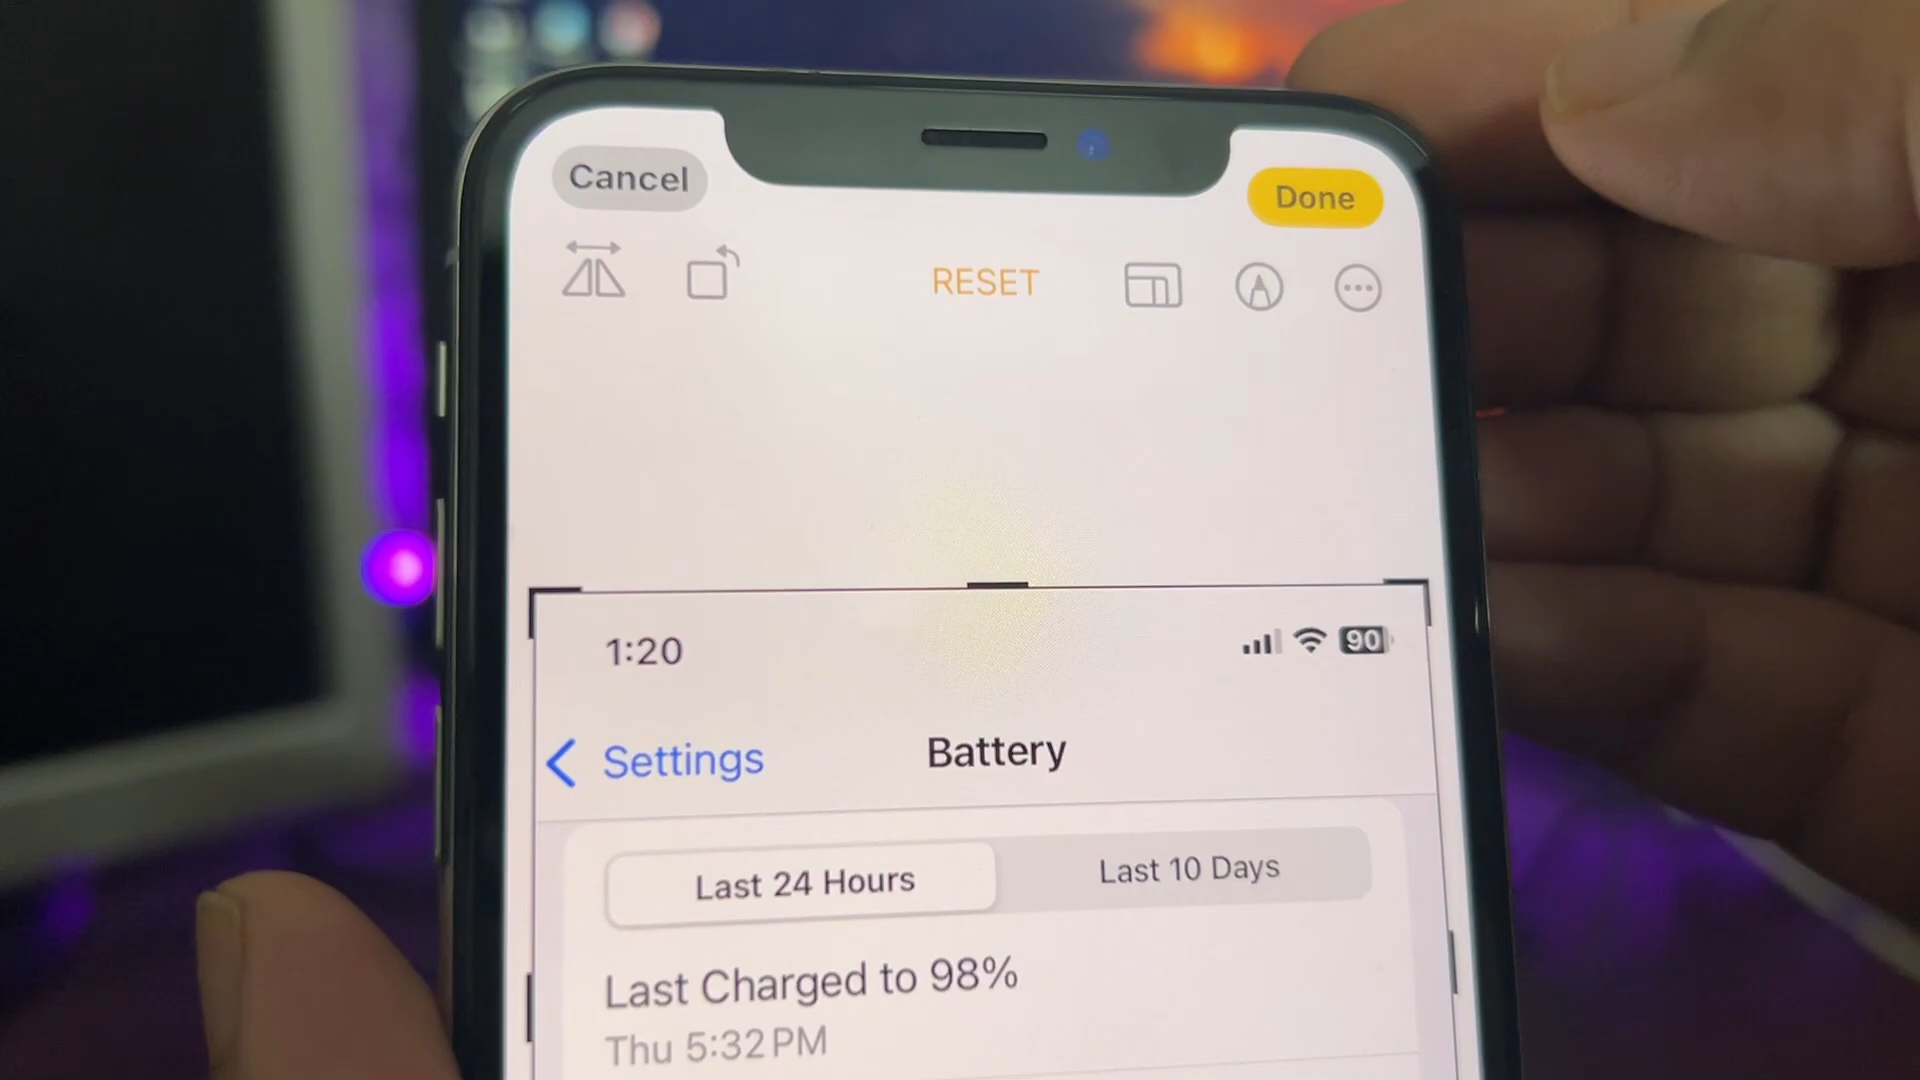 Cancel
Done
RESET
1:20
90
Settings
Battery
Last 24 Hours
Last 10 Days
Last Charged to 98%
Thu 5:32 PM